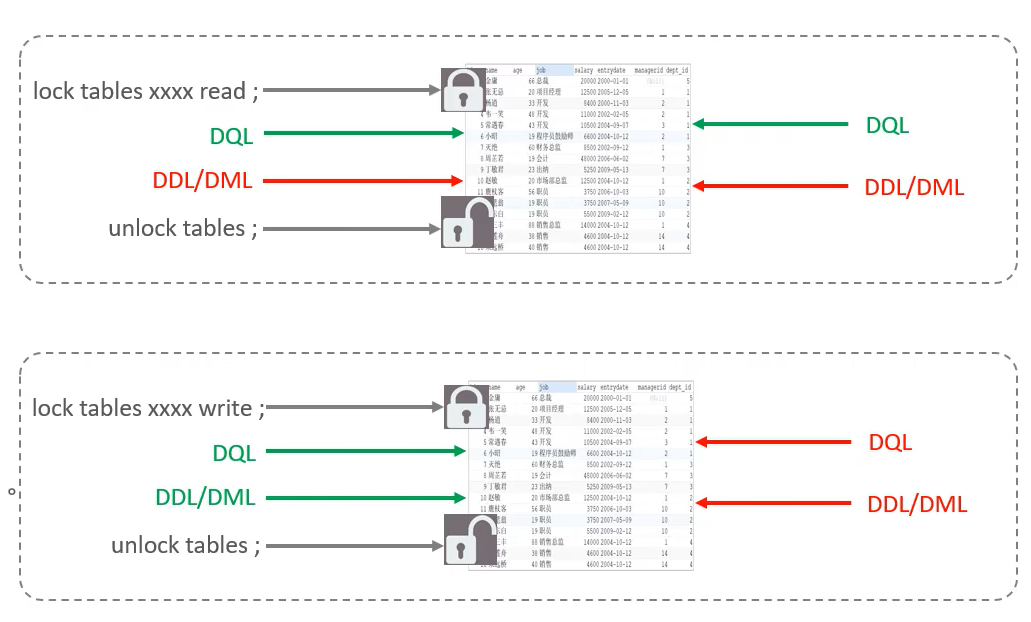 lock tables xxxx read ;
DQL
DDL/DML
unlock tables ;
name age job salary entrydate managerid dept_id
金庸 66 总裁 20000 2000-01-01 (Null) 5
张无忌 20 项目经理 12500 2005-12-05 1 1
杨逍 33 开发 8400 2000-11-03 2 1
4 韦一笑 48 开发 11000 2002-02-05 2 1
5 常遇春 43 开发 10500 2004-09-07 3 1
6 小昭 19 程序员鼓励师 6600 2004-10-12 2 1
7 灭绝 60 财务总监 8500 2002-09-12 1 3
8 周芷若 19 会计 48000 2006-06-02 7 3
9 丁敏君 23 出纳 5250 2009-05-13 7 3
10 赵敏 20 市场部总监 12500 2004-10-12 1 2
11 鹿杖客 56 职员 3750 2006-10-03 10 2
翁 19 职员 3750 2007-05-09 10 2
东白 19 职员 5500 2009-02-12 10 2
三丰 88 销售总监 14000 2004-10-12 1 4
莲舟 38 销售 4600 2004-10-12 14 4
远桥 40 销售 4600 2004-10-12 14 4
DQL
DDL/DML
lock tables xxxx write ;
DQL
DDL/DML
unlock tables ;
name age job salary entrydate managerid dept_id
金庸 66 总裁 20000 2000-01-01 (Null) 5
张无忌 20 项目经理 12500 2005-12-05 1 1
杨逍 33 开发 8400 2000-11-03 2 1
4 韦一笑 48 开发 11000 2002-02-05 2 1
5 常遇春 43 开发 10500 2004-09-07 3 1
6 小昭 19 程序员鼓励师 6600 2004-10-12 2 1
7 灭绝 60 财务总监 8500 2002-09-12 1 3
8 周芷若 19 会计 48000 2006-06-02 7 3
9 丁敏君 23 出纳 5250 2009-05-13 7 3
10 赵敏 20 市场部总监 12500 2004-10-12 1 2
11 鹿杖客 56 职员 3750 2006-10-03 10 2
翁 19 职员 3750 2007-05-09 10 2
东白 19 职员 5500 2009-02-12 10 2
三丰 88 销售总监 14000 2004-10-12 1 4
莲舟 38 销售 4600 2004-10-12 14 4
远桥 40 销售 4600 2004-10-12 14 4
DQL
DDL/DML